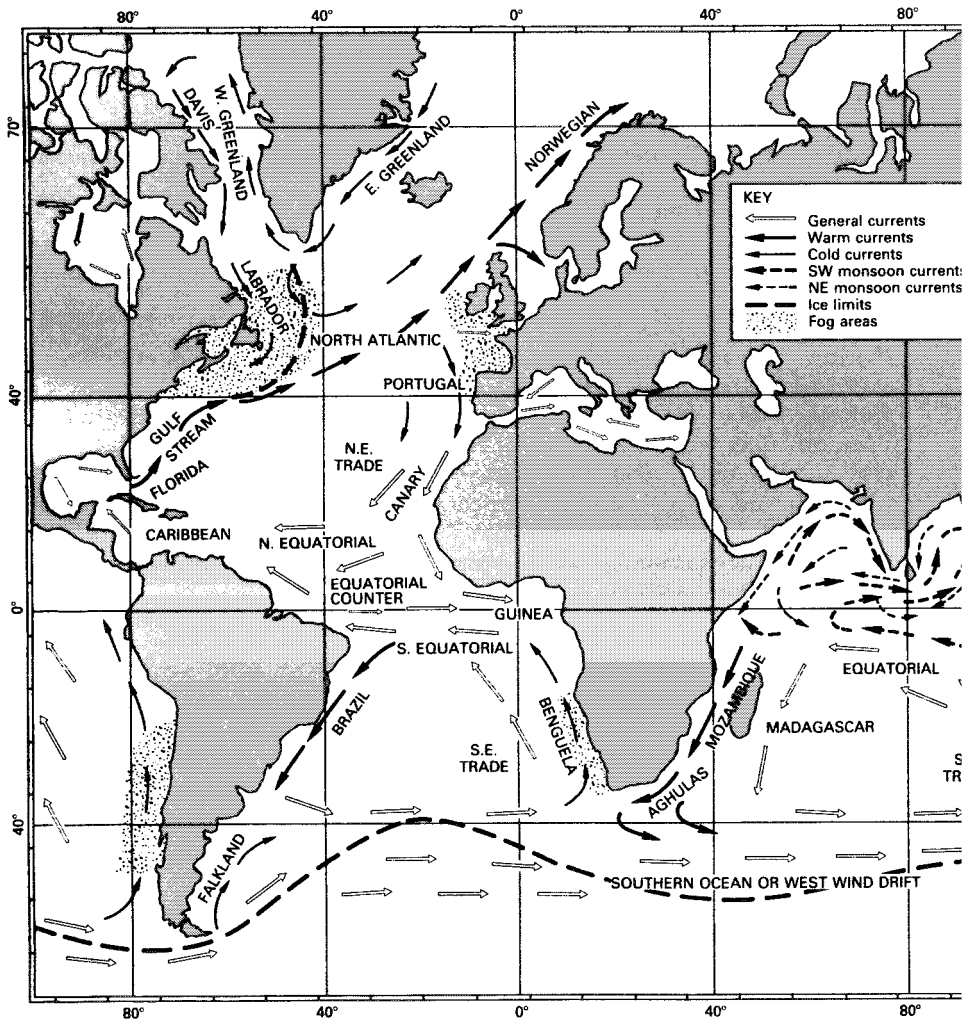 80° 40° 0° 40° 80°
70°
40°
0°
40°
DAVIS
W. GREENLAND
E. GREENLAND
NORWEGIAN
KEY
General currents
Warm currents
Cold currents
SW monsoon currents
NE monsoon currents
Ice limits
Fog areas
LABRADOR
NORTH ATLANTIC
PORTUGAL
GULF
STREAM
FLORIDA
N.E.
TRADE
CANARY
CARIBBEAN
N. EQUATORIAL
EQUATORIAL
COUNTER
GUINEA
S. EQUATORIAL
EQUATORIAL
BRAZIL
BENGUELA
MOZAMBIQUE
MADAGASCAR
S.E.
TRADE
S
TR
AGHULAS
FALKLAND
SOUTHERN OCEAN OR WEST WIND DRIFT
80° 40° 0° 40° 80°